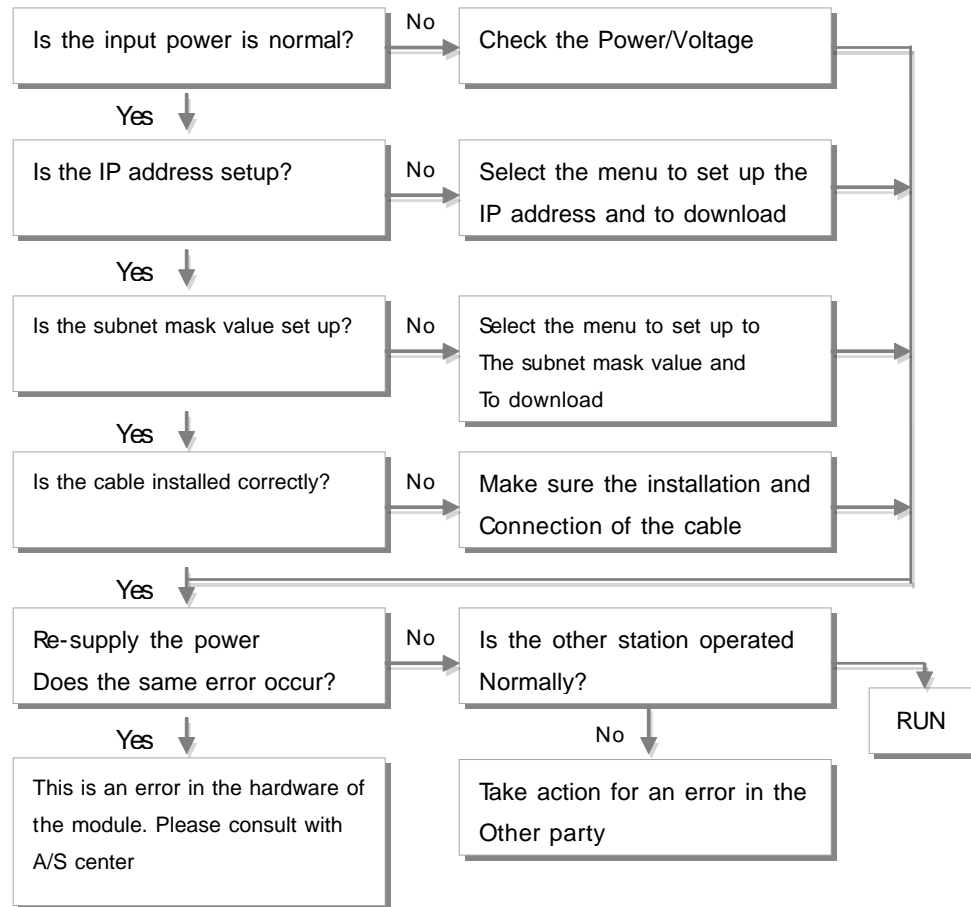 Is the input power is normal?
No
Check the Power/Voltage
Yes
Is the IP address setup?
No
Select the menu to set up the
IP address and to download
Yes
Is the subnet mask value set up?
No
Select the menu to set up to
The subnet mask value and
To download
Yes
Is the cable installed correctly?
No
Make sure the installation and
Connection of the cable
Yes
Re-supply the power
Does the same error occur?
No
Is the other station operated
Normally?
RUN
Yes
This is an error in the hardware of
the module. Please consult with
A/S center
No
Take action for an error in the
Other party